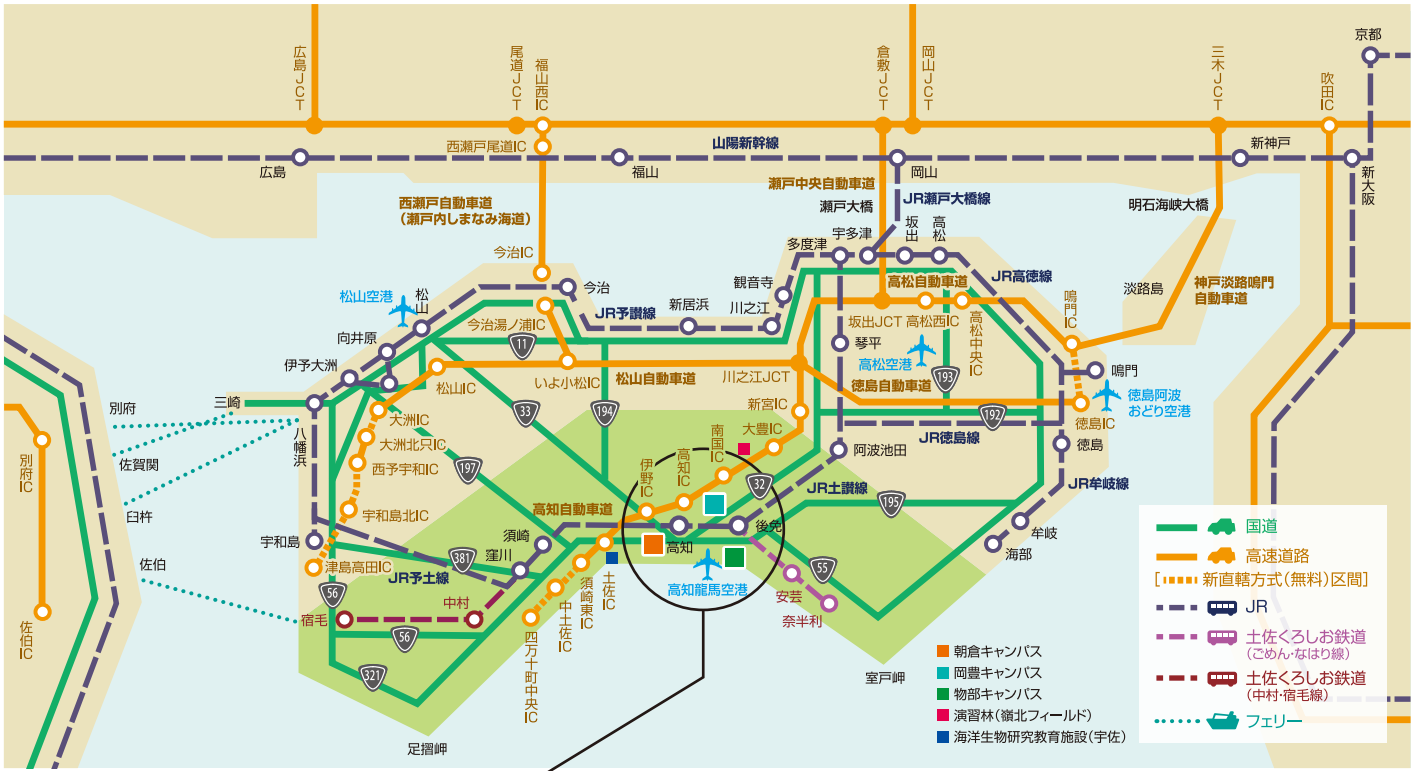 広島JCT
尾道JCT
福山西IC
倉敷JCT
岡山JCT
三木JCT
吹田IC
京都
西瀬戸尾道IC
山陽新幹線
広島
福山
岡山
新神戸
新大阪
西瀬戸自動車道
(瀬戸内しまなみ海道)
瀬戸中央自動車道
瀬戸大橋
JR瀬戸大橋線
明石海峡大橋
宇多津
坂出
高松
多度津
今治IC
JR高徳線
観音寺
高松自動車道
神戸淡路鳴門
自動車道
淡路島
松山空港
松山
今治
新居浜
川之江
JR予讃線
今治湯ノ浦IC
坂出JCT
高松西IC
高松中央IC
鳴門IC
向井原
11
琴平
高松空港
伊予大洲
松山IC
いよ小松IC
松山自動車道
川之江JCT
徳島自動車道
193
鳴門
徳島阿波
おどり空港
三崎
別府
八幡浜
大洲IC
33
194
新宮IC
192
徳島IC
大洲北只IC
南国IC
大豊IC
JR徳島線
徳島
佐賀関
西予宇和IC
197
伊野IC
高知IC
阿波池田
別府IC
32
JR土讃線
JR牟岐線
臼杵
宇和島北IC
高知自動車道
195
須崎
後免
牟岐
宇和島
高知
海部
佐伯
津島高田IC
381
窪川
JR予土線
土佐IC
須崎東IC
中土佐IC
四万十町中央IC
高知龍馬空港
55
安芸
奈半利
56
宿毛
中村
56
321
佐伯IC
足摺岬
室戸岬
朝倉キャンパス
岡豊キャンパス
物部キャンパス
演習林(嶺北フィールド)
海洋生物研究教育施設(宇佐)
国道
高速道路
[新直轄方式(無料)区間]
JR
土佐くろしお鉄道
(ごめん・なはり線)
土佐くろしお鉄道
(中村・宿毛線)
フェリー